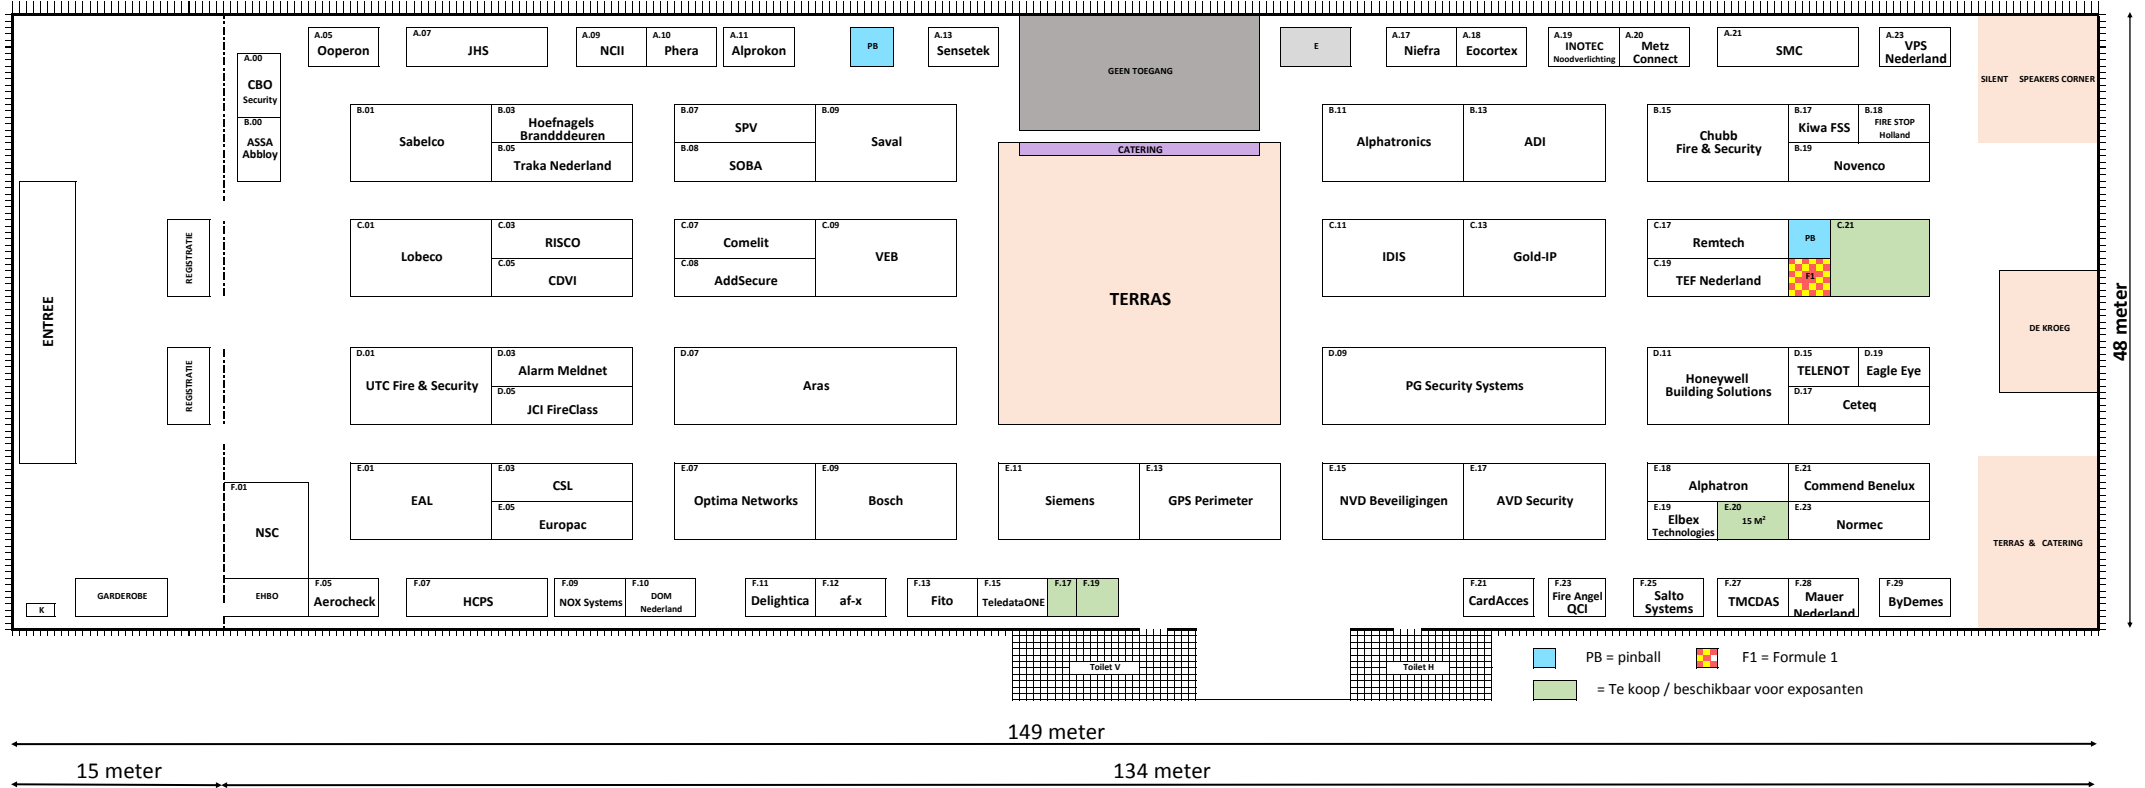 A.00
CBO
Security
B.00
ASSA
Abbloy
A.05
Ooperon
A.07
JHS
A.09
NCII
A.10
Phera
A.11
Alprokon
PB
A.13
Sensetek
GEEN TOEGANG
E
A.17
Niefra
A.18
Eocortex
A.19
INOTEC
Noodverlichting
A.20
Metz
Connect
A.21
SMC
A.23
VPS
Nederland
SILENT SPEAKERS CORNER
B.01
Sabelco
B.03
Hoefnagels
Brandddeuren
B.05
Traka Nederland
B.07
SPV
B.08
SOBA
B.09
Saval
CATERING
B.11
Alphatronics
B.13
ADI
B.15
Chubb
Fire & Security
B.17
Kiwa FSS
B.18
FIRE STOP
Holland
B.19
Novenco
ENTREE
REGISTRATIE
C.01
Lobeco
C.03
RISCO
C.05
CDVI
C.07
Comelit
C.08
AddSecure
C.09
VEB
TERRAS
C.11
IDIS
C.13
Gold-IP
C.17
Remtech
C.19
TEF Nederland
PB
F1
C.21
DE KROEG
48 meter
REGISTRATIE
D.01
UTC Fire & Security
D.03
Alarm Meldnet
D.05
JCI FireClass
D.07
Aras
D.09
PG Security Systems
D.11
Honeywell
Building Solutions
D.15
TELENOT
D.19
Eagle Eye
D.17
Ceteq
E.01
EAL
E.03
CSL
E.05
Europac
E.07
Optima Networks
E.09
Bosch
E.11
Siemens
E.13
GPS Perimeter
E.15
NVD Beveiligingen
E.17
AVD Security
E.18
Alphatron
E.19
Elbex
Technologies
E.20
15 M²
E.21
Commend Benelux
E.23
Normec
TERRAS & CATERING
F.01
NSC
K
GARDEROBE
EHBO
F.05
Aerocheck
F.07
HCPS
F.09
NOX Systems
F.10
DOM
Nederland
F.11
Delightica
F.12
af-x
F.13
Fito
F.15
TeledataONE
F.17
F.19
F.21
CardAcces
F.23
Fire Angel
QCI
F.25
Salto
Systems
F.27
TMCDAS
F.28
Mauer
Nederland
F.29
ByDemes
Toilet V
Toilet H
PB = pinball
F1 = Formule 1
= Te koop / beschikbaar voor exposanten
149 meter
15 meter
134 meter